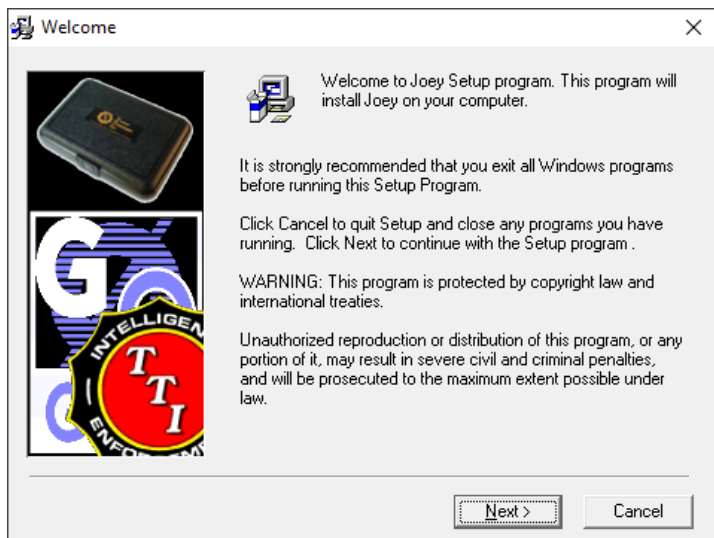 Welcome
Welcome to Joey Setup program. This program will
install Joey on your computer.
It is strongly recommended that you exit all Windows programs
before running this Setup Program.
Click Cancel to quit Setup and close any programs you have
running.  Click Next to continue with the Setup program .
WARNING: This program is protected by copyright law and
international treaties.
Unauthorized reproduction or distribution of this program, or any
portion of it, may result in severe civil and criminal penalties,
and will be prosecuted to the maximum extent possible under
law.
G
INTELLIGEN
TTI
ENFORCEM
Next >
Cancel